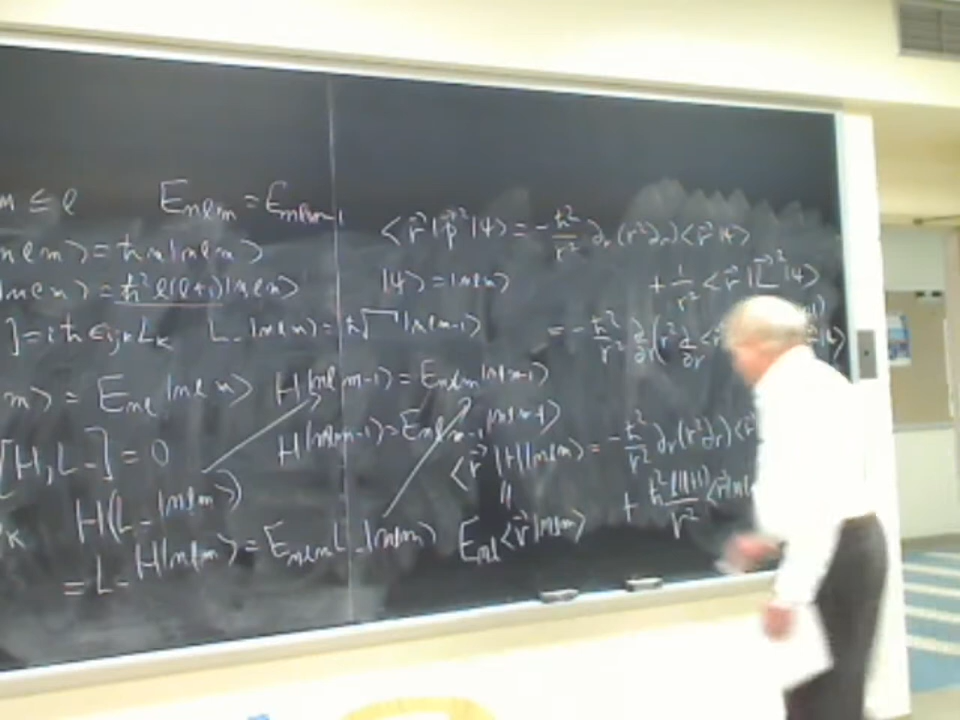 m ≤ ℓ    E_{nℓm} = E_{nℓm-1}
nℓm⟩ = ħm|nℓm⟩
nℓm⟩ = ħ²ℓ(ℓ+1)|nℓm⟩
] = iħ ε_{ijk} L_k    L_-|nℓm⟩ = ħ√ |nℓm-1⟩
m⟩ = E_{nℓ}|nℓm⟩    H|nℓm-1⟩ = E_{nℓm}|nℓm-1⟩
[H, L_-] = 0    H|nℓm-1⟩ = E_{nℓm-1}|nℓm-1⟩
K    H(L_-|nℓm⟩)
= L_- H|nℓm⟩ = E_{nℓm} L_-|nℓm⟩
⟨r⃗|p⃗²|ψ⟩ = -ħ²/r² ∂_r(r²∂_r)⟨r⃗|ψ⟩
+ 1/r² ⟨r⃗|L⃗²|ψ⟩
|ψ⟩ = |nℓm⟩
= -ħ²/r² ∂/∂r(r² ∂/∂r ⟨r
⟨r⃗|H|nℓm⟩ = -ħ²/r² ∂_r(r²∂_r)⟨r⃗
||    + ħ²ℓ(ℓ+1)/r² ⟨r⃗|nℓ
E_{nℓ}⟨r⃗|nℓm⟩